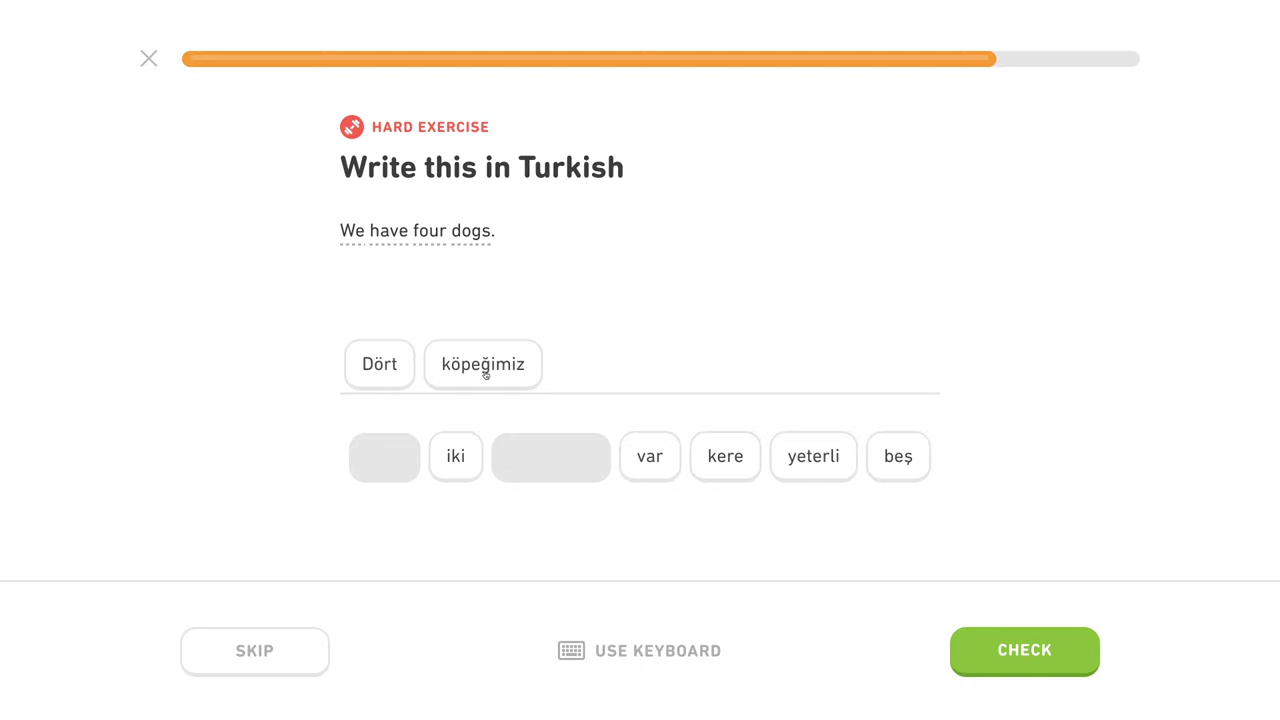 HARD EXERCISE
Write this in Turkish
We have four dogs.
Dört köpeğimiz
iki var kere yeterli beş
SKIP USE KEYBOARD CHECK